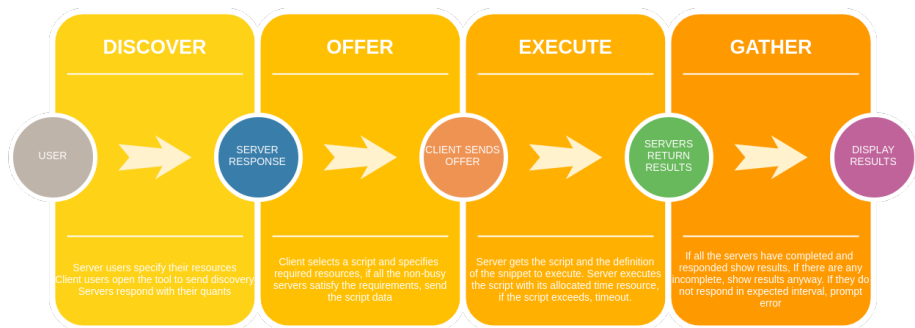 DISCOVER
OFFER
EXECUTE
GATHER
USER
SERVER
RESPONSE
CLIENT SENDS
OFFER
SERVERS
RETURN
RESULTS
DISPLAY
RESULTS
Server users specify their resources
Client users open the tool to send discovery
Servers respond with their quants
Client selects a script and specifies
required resources, if all the non-busy
servers satisfy the requirements, send
the script data
Server gets the script and the definition
of the snippet to execute. Server executes
the script with its allocated time resource,
if the script exceeds, timeout.
If all the servers have completed and
responded show results, If there are any
incomplete, show results anyway. If they do
not respond in expected interval, prompt
error